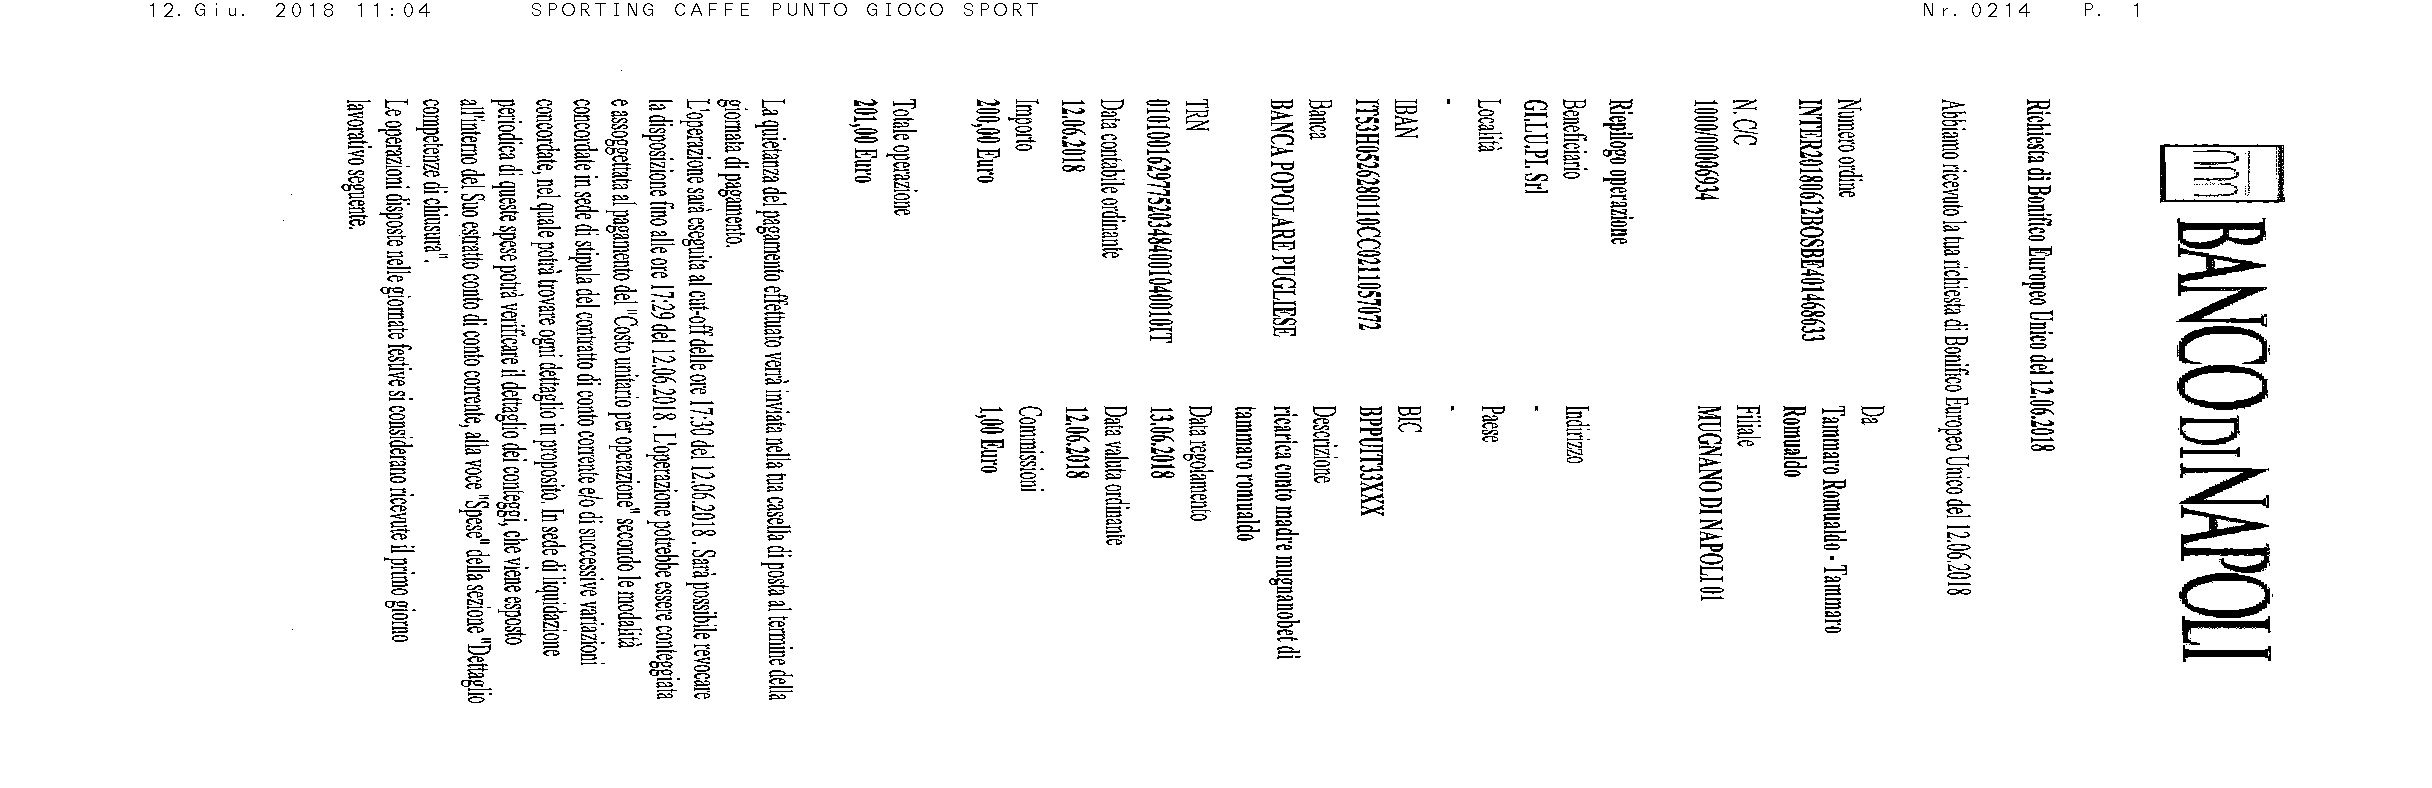 12. Giu. 2018 11:04 SPORTING CAFFE PUNTO GIOCO SPORT Nr. 0214 P. 1
BANCO DI NAPOLI
Richiesta di Bonifico Europeo Unico del 12.06.2018
Abbiamo ricevuto la tua richiesta di Bonifico Europeo Unico del 12.06.2018
Numero ordine
INTER20180612BOSBE401468633
Da
Tammaro Romualdo - Tammaro
Romualdo
N. C/C
1000/00006934
Filiale
MUGNANO DI NAPOLI 01
Riepilogo operazione
Beneficiario
GI.LU.PI. Srl
Indirizzo
-
Località
-
Paese
-
IBAN
IT53H0526280110CC0211057072
BIC
BPPUIT33XXX
Banca
BANCA POPOLARE PUGLIESE
Descrizione
ricarica conto madre mugnanobet di
tammaro romualdo
TRN
0101001629775203484001040010IT
Data regolamento
13.06.2018
Data contabile ordinante
12.06.2018
Data valuta ordinante
12.06.2018
Importo
200,00 Euro
Commissioni
1,00 Euro
Totale operazione
201,00 Euro
La quietanza del pagamento effettuato verrà inviata nella tua casella di posta al termine della
giornata di pagamento.
L'operazione sarà eseguita al cut-off delle ore 17:30 del 12.06.2018 . Sarà possibile revocare
la disposizione fino alle ore 17:29 del 12.06.2018 . L'operazione potrebbe essere conteggiata
e assoggettata al pagamento del "Costo unitario per operazione" secondo le modalità
concordate in sede di stipula del contratto di conto corrente e/o di successive variazioni
concordate, nel quale potrà trovare ogni dettaglio in proposito. In sede di liquidazione
periodica di queste spese potrà verificare il dettaglio dei conteggi, che viene esposto
all'interno del Suo estratto conto di conto corrente, alla voce "Spese" della sezione "Dettaglio
competenze di chiusura".
Le operazioni disposte nelle giornate festive si considerano ricevute il primo giorno
lavorativo seguente.